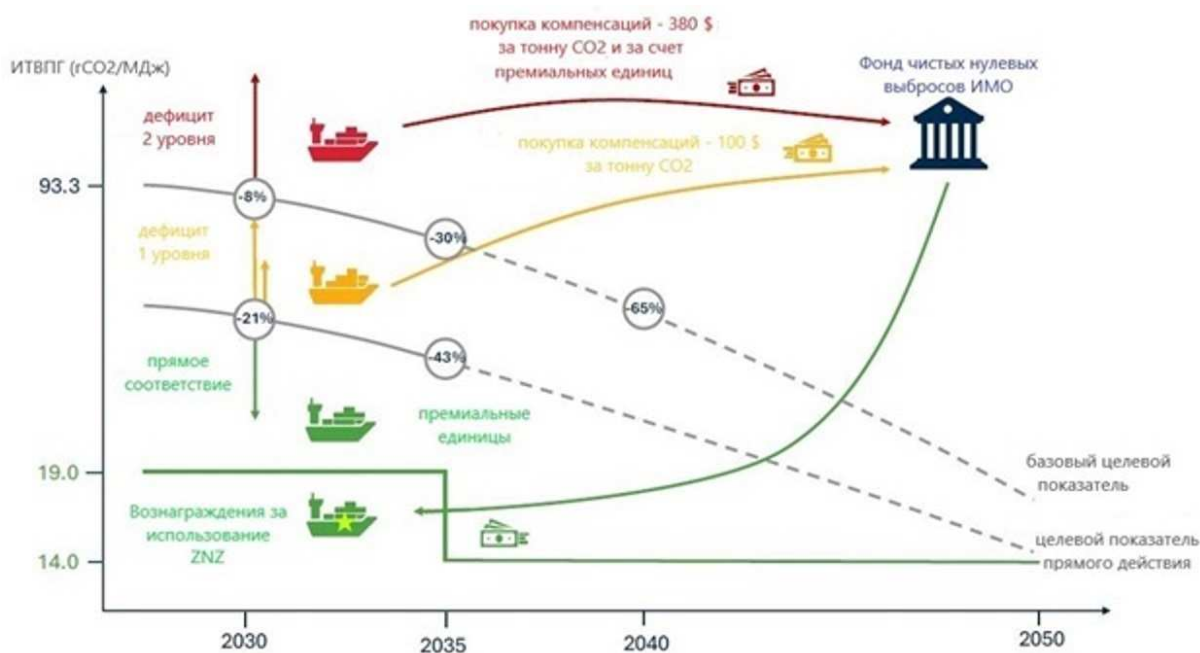 покупка компенсаций - 380 $
за тонну CO2 и за счет
премиальных единиц
ИТВПГ (гCO2/МДж)
Фонд чистых нулевых
выбросов ИМО
дефицит
2 уровня
покупка компенсаций - 100 $
за тонну CO2
93.3
-8%
дефицит
1 уровня
-30%
-65%
-21%
-43%
прямое
соответствие
премиальные
единицы
19.0
базовый целевой
показатель
Вознаграждения за
использование
ZNZ
целевой показатель
прямого действия
14.0
2030
2035
2040
2050